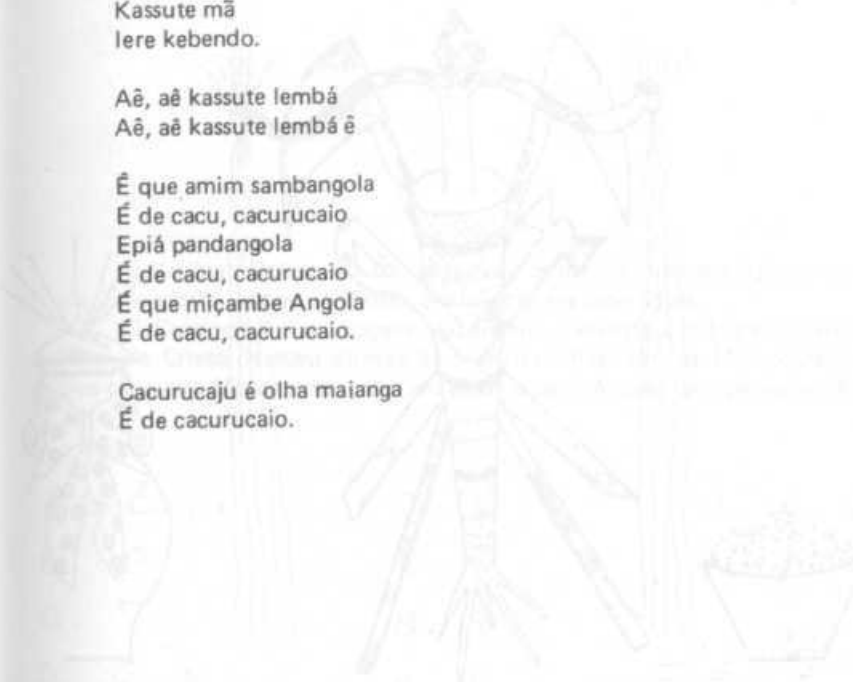 Kassute mã
lere kebendo.

Aê, aê kassute lembá
Aê, aê kassute lembá ê

Ê que amim sambangola
É de cacu, cacurucaio
Epiá pandangola
É de cacu, cacurucaio
É que miçambe Angola
É de cacu, cacurucaio.

Cacurucaju é olha maianga
É de cacurucaio.